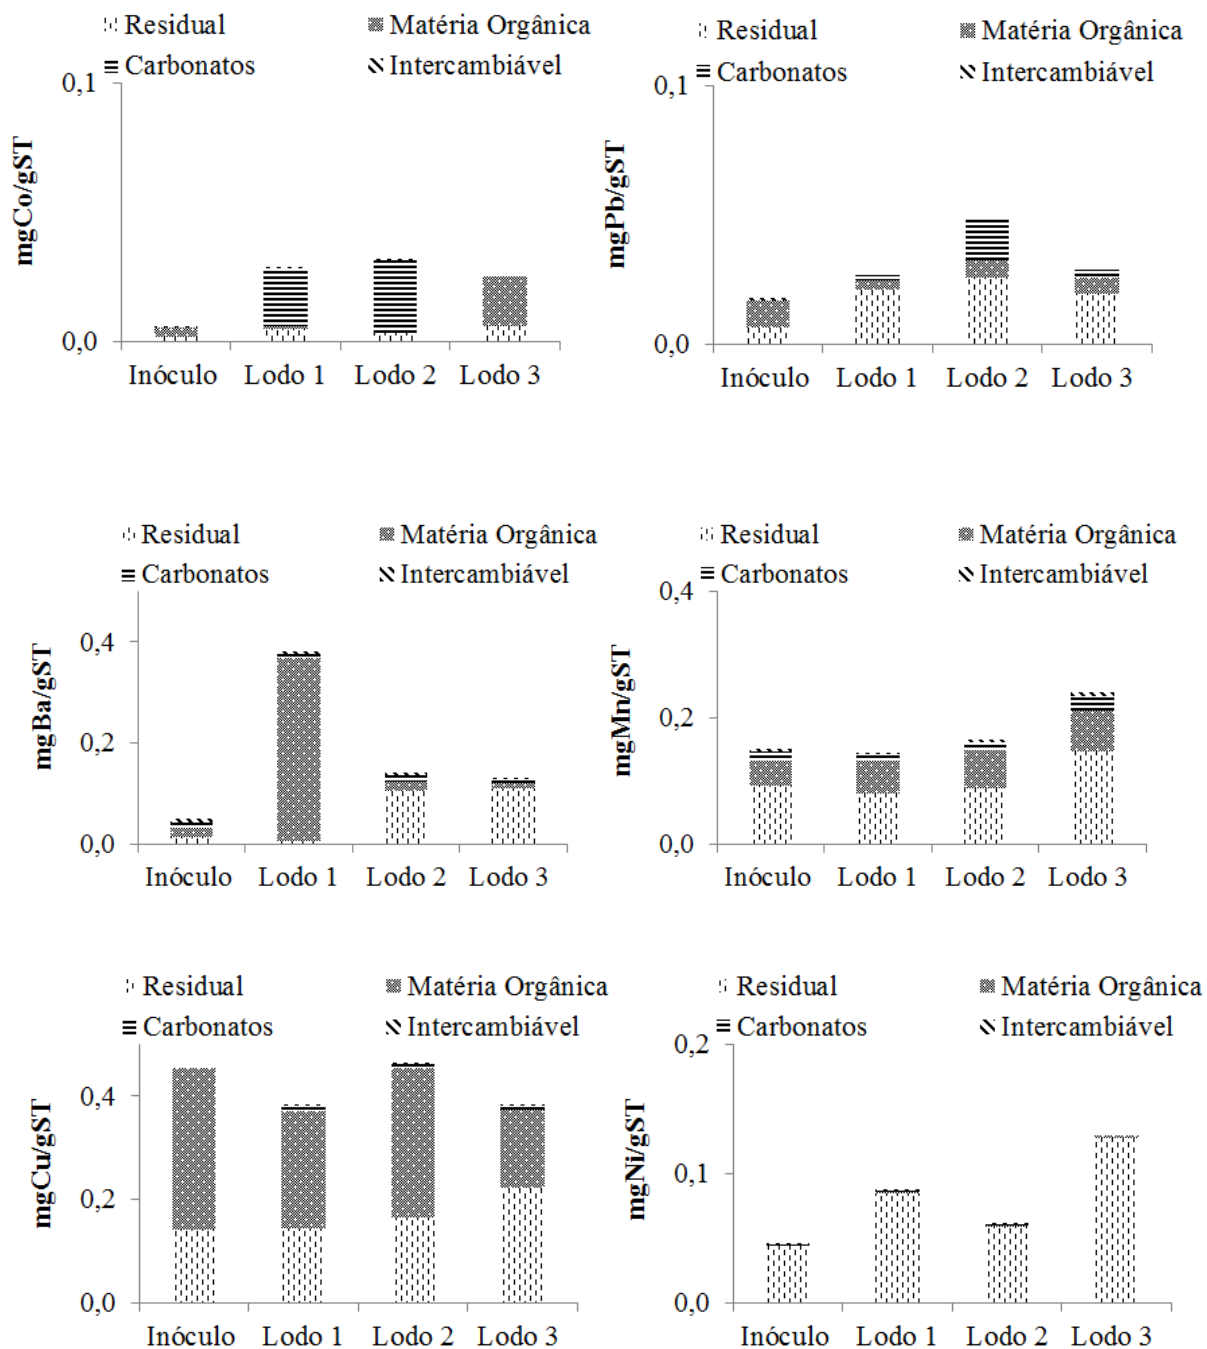 Residual Matéria Orgânica
Carbonatos Intercambiável
0,1
mgCo/gST
0,0
Inóculo Lodo 1 Lodo 2 Lodo 3
Residual Matéria Orgânica
Carbonatos Intercambiável
0,1
mgPb/gST
0,0
Inóculo Lodo 1 Lodo 2 Lodo 3
Residual Matéria Orgânica
Carbonatos Intercambiável
0,4
0,2
mgBa/gST
0,0
Inóculo Lodo 1 Lodo 2 Lodo 3
Residual Matéria Orgânica
Carbonatos Intercambiável
0,4
0,2
mgMn/gST
0,0
Inóculo Lodo 1 Lodo 2 Lodo 3
Residual Matéria Orgânica
Carbonatos Intercambiável
0,4
0,2
mgCu/gST
0,0
Inóculo Lodo 1 Lodo 2 Lodo 3
Residual Matéria Orgânica
Carbonatos Intercambiável
0,2
0,1
mgNi/gST
0,0
Inóculo Lodo 1 Lodo 2 Lodo 3